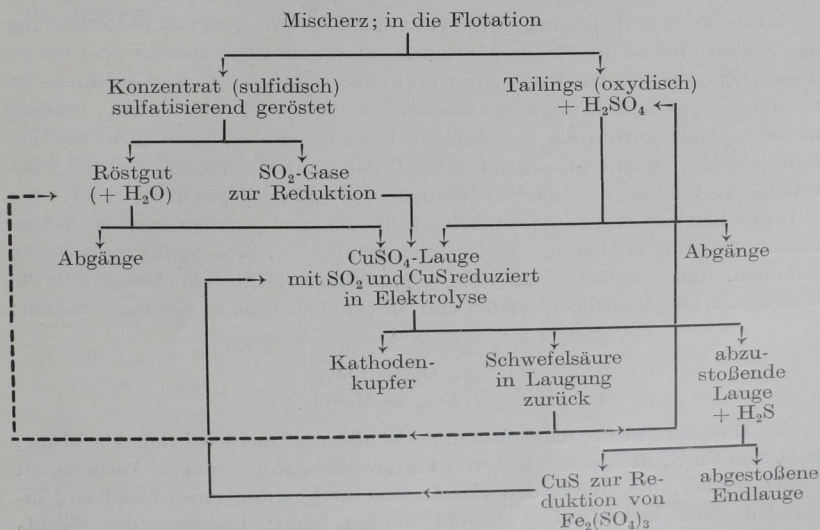 Mischerz; in die Flotation
Konzentrat (sulfidisch)
sulfatisierend geröstet
Tailings (oxydisch)
+ H₂SO₄
Röstgut
(+ H₂O)
SO₂-Gase
zur Reduktion
Abgänge
CuSO₄-Lauge
mit SO₂ und CuS reduziert
in Elektrolyse
Abgänge
Kathoden-
kupfer
Schwefelsäure
in Laugung
zurück
abzu-
stoßende
Lauge
+ H₂S
CuS zur Re-
duktion von
Fe₂(SO₄)₃
abgestoßene
Endlauge